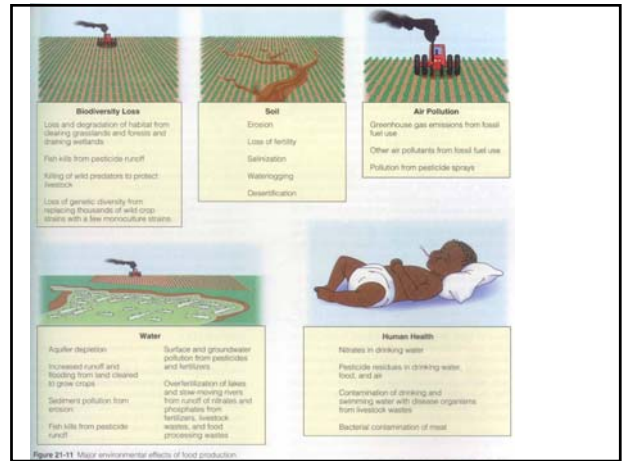 Biodiversity Loss
Loss and degradation of habitat from
clearing grasslands and forests and
draining wetlands
Fish kills from pesticide runoff
Killing of wild predators to protect
livestock
Loss of genetic diversity from
replacing thousands of wild crop
strains with a few monoculture strains
Soil
Erosion
Loss of fertility
Salinization
Waterlogging
Desertification
Air Pollution
Greenhouse gas emissions from fossil
fuel use
Other air pollutants from fossil fuel use
Pollution from pesticide sprays
Water
Aquifer depletion
Increased runoff and
flooding from land cleared
to grow crops
Sediment pollution from
erosion
Fish kills from pesticide
runoff
Surface and groundwater
pollution from pesticides
and fertilizers
Overfertilization of lakes
and slow-moving rivers
from runoff of nitrates and
phosphates from
fertilizers, livestock
wastes, and food
processing wastes
Human Health
Nitrates in drinking water
Pesticide residues in drinking water,
food, and air
Contamination of drinking and
swimming water with disease organisms
from livestock wastes
Bacterial contamination of meat
Figure 21-11 Major environmental effects of food production